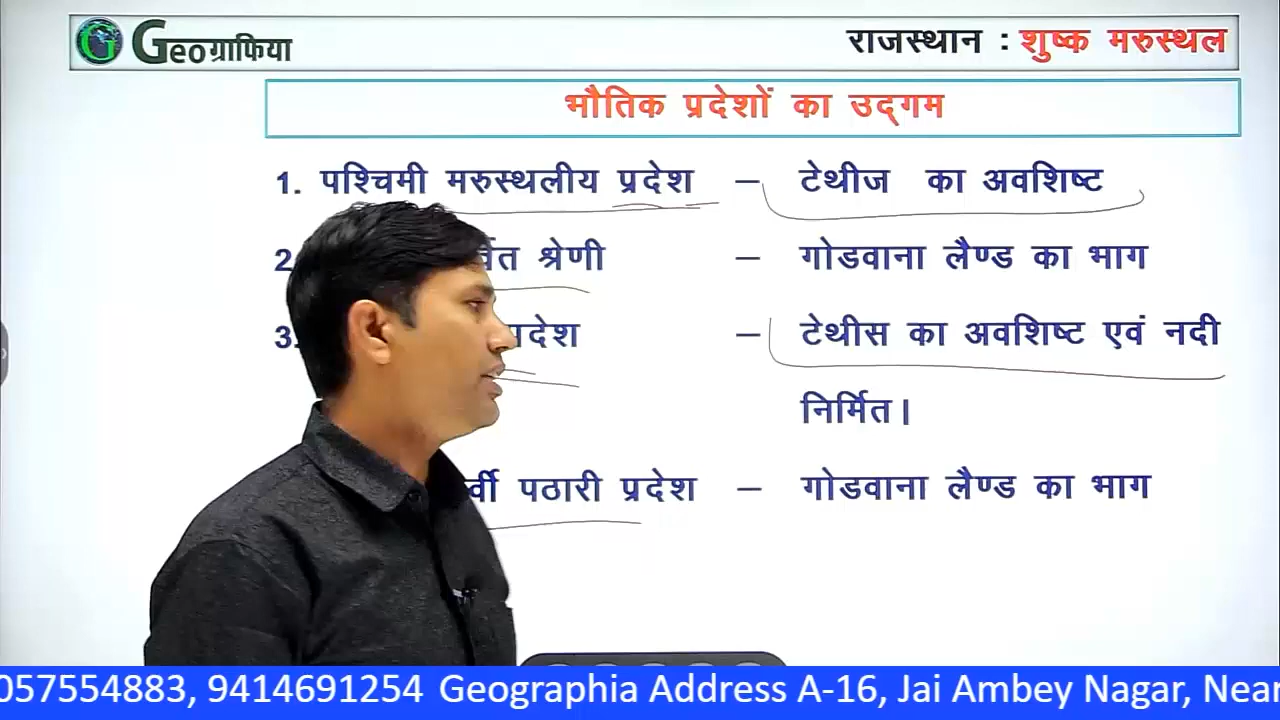 Geoग्राफिया
राजस्थान : शुष्क मरुस्थल
भौतिक प्रदेशों का उद्गम
1. पश्चिमी मरुस्थलीय प्रदेश – टेथीज का अवशिष्ट
2. श्रेणी – गोडवाना लैण्ड का भाग
3. – टेथीस का अवशिष्ट एवं नदी
निर्मित।
पठारी प्रदेश – गोडवाना लैण्ड का भाग
057554883, 9414691254 Geographia Address A-16, Jai Ambey Nagar, Near